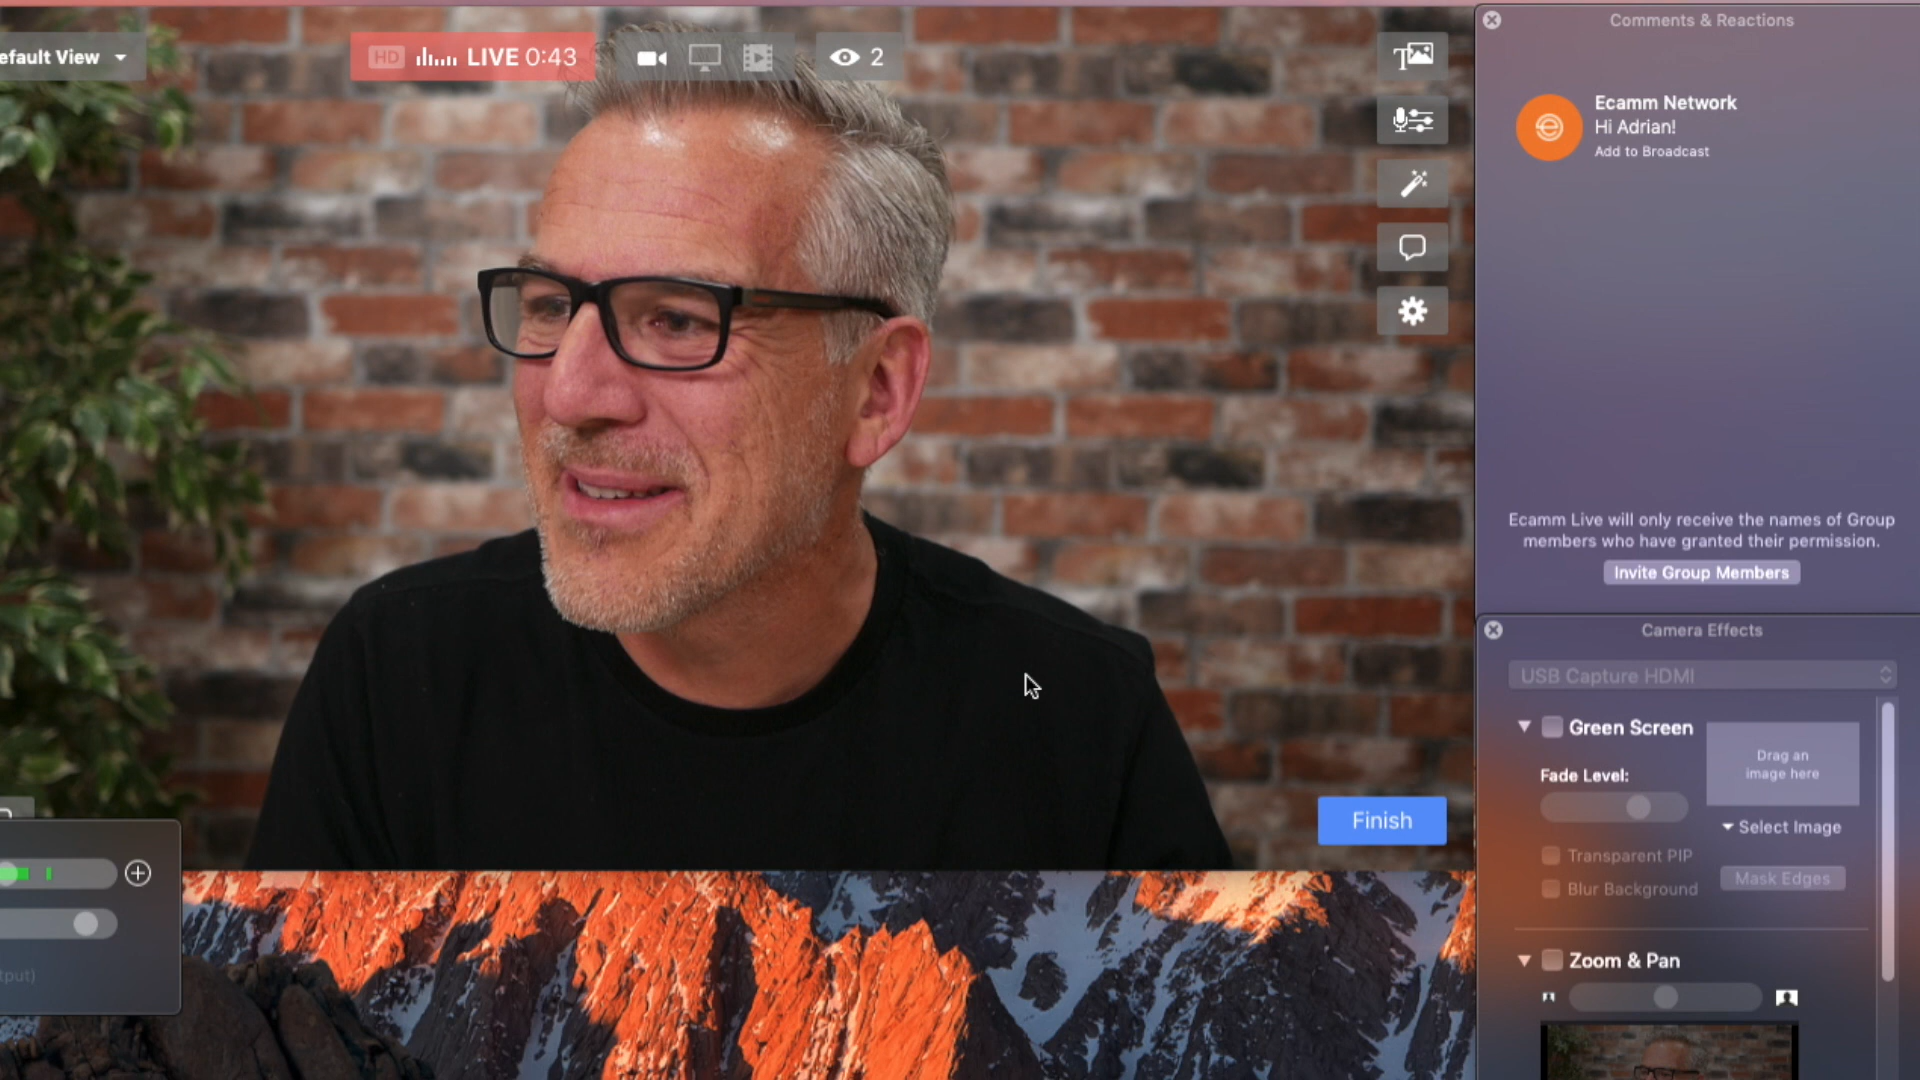 efault View
HD LIVE 0:43
2
Comments & Reactions
Ecamm Network
Hi Adrian!
Add to Broadcast
Ecamm Live will only receive the names of Group
members who have granted their permission.
Invite Group Members
Camera Effects
USB Capture HDMI
Green Screen
Drag an
image here
Fade Level:
Select Image
Transparent PIP
Mask Edges
Blur Background
Zoom & Pan
Finish
tput)